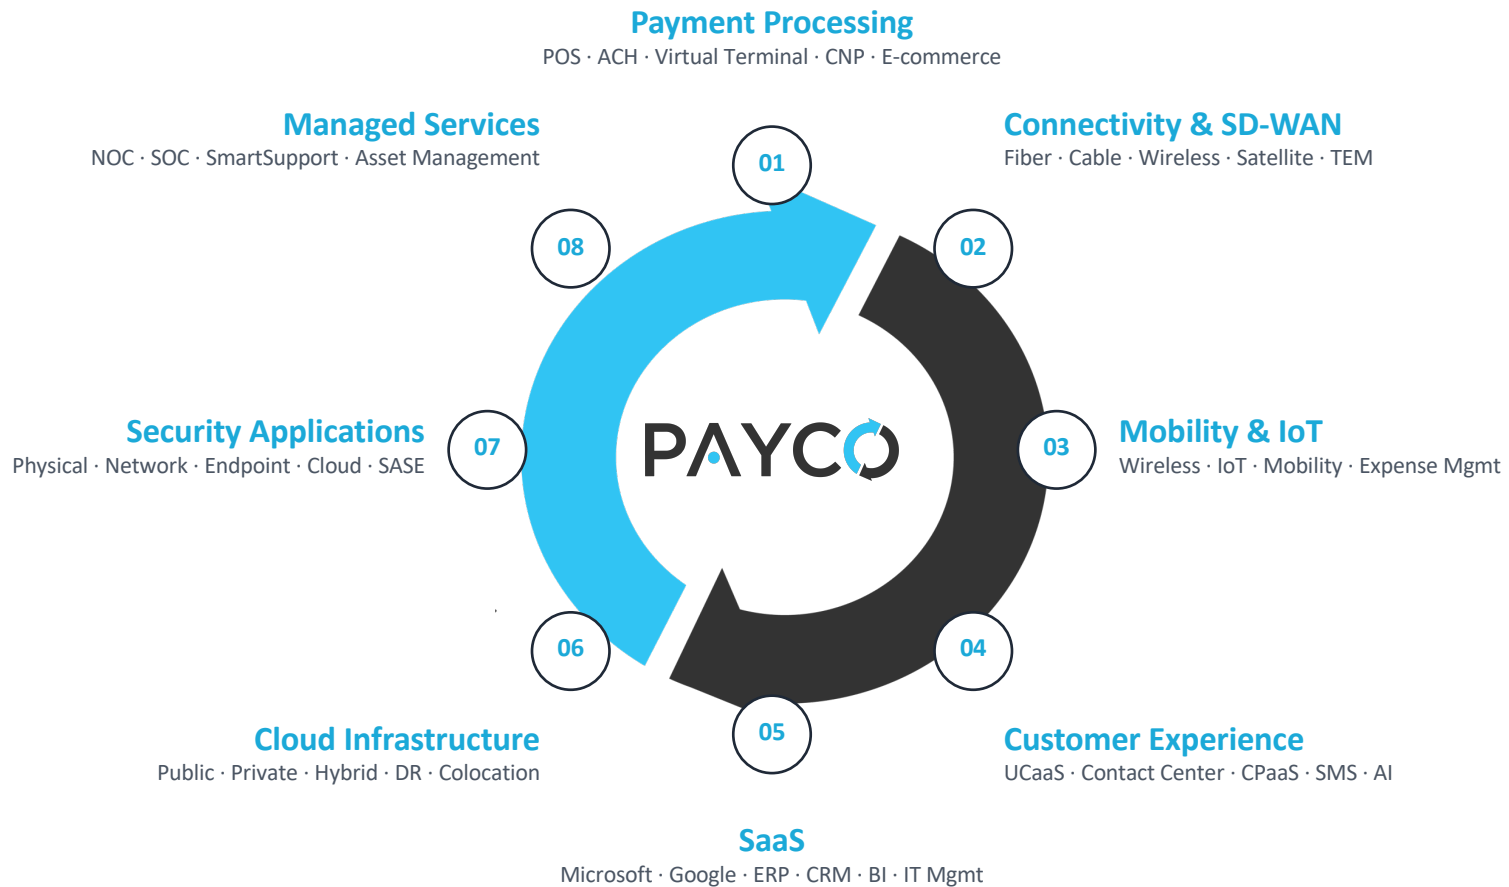 Payment Processing
POS · ACH · Virtual Terminal · CNP · E-commerce
01
Connectivity & SD-WAN
Fiber · Cable · Wireless · Satellite · TEM
02
Mobility & IoT
Wireless · IoT · Mobility · Expense Mgmt
03
Customer Experience
UCaaS · Contact Center · CPaaS · SMS · AI
04
SaaS
Microsoft · Google · ERP · CRM · BI · IT Mgmt
05
Cloud Infrastructure
Public · Private · Hybrid · DR · Colocation
06
Security Applications
Physical · Network · Endpoint · Cloud · SASE
07
Managed Services
NOC · SOC · SmartSupport · Asset Management
08
PAYCO